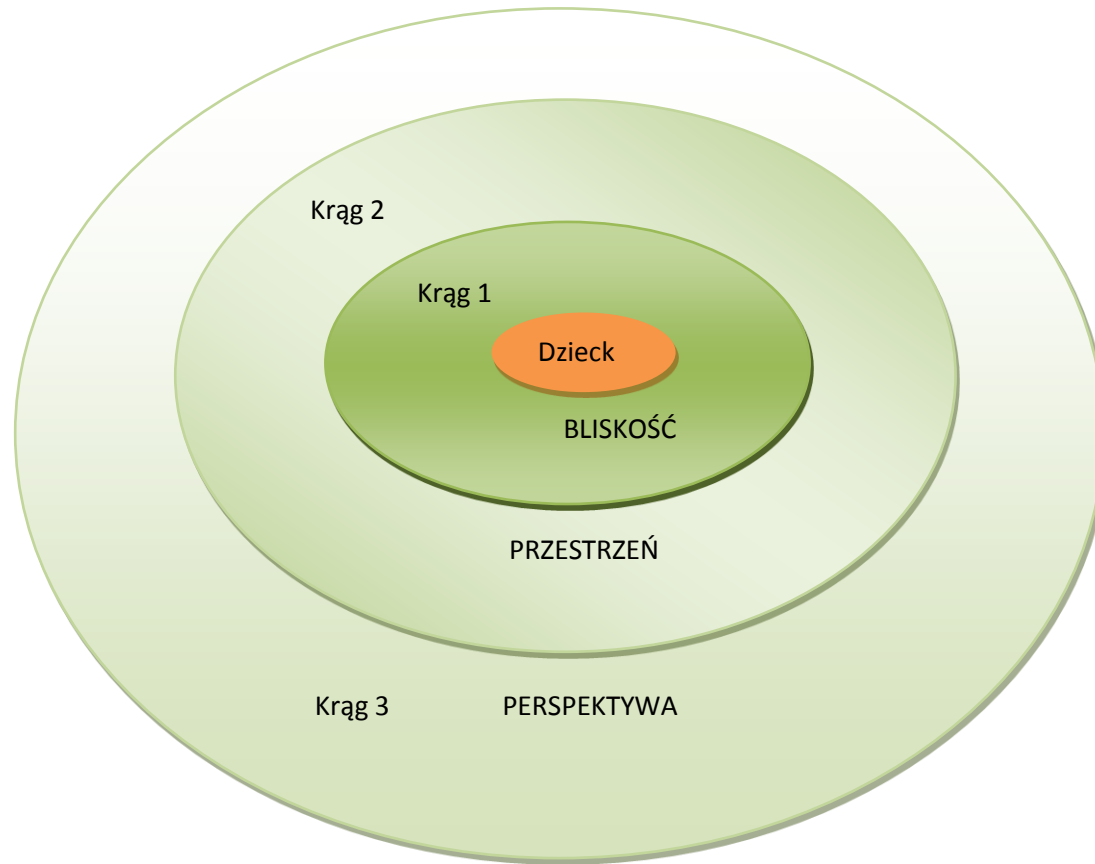 Krąg 2
Krąg 1
Dzieck
BLISKOŚĆ
PRZESTRZEŃ
Krąg 3 PERSPEKTYWA